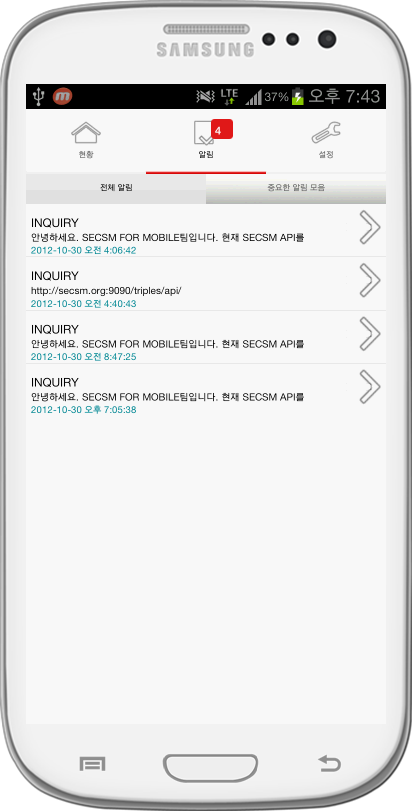 SAMSUNG
LTE 37% 오후 7:43
4
현황 알림 설정
전체 알림 중요한 알림 모음
INQUIRY
안녕하세요. SECSM FOR MOBILE팀입니다. 현재 SECSM API를
2012-10-30 오전 4:06:42
INQUIRY
http://secsm.org:9090/triples/api/
2012-10-30 오전 4:40:43
INQUIRY
안녕하세요. SECSM FOR MOBILE팀입니다. 현재 SECSM API를
2012-10-30 오전 8:47:25
INQUIRY
안녕하세요. SECSM FOR MOBILE팀입니다. 현재 SECSM API를
2012-10-30 오후 7:05:38